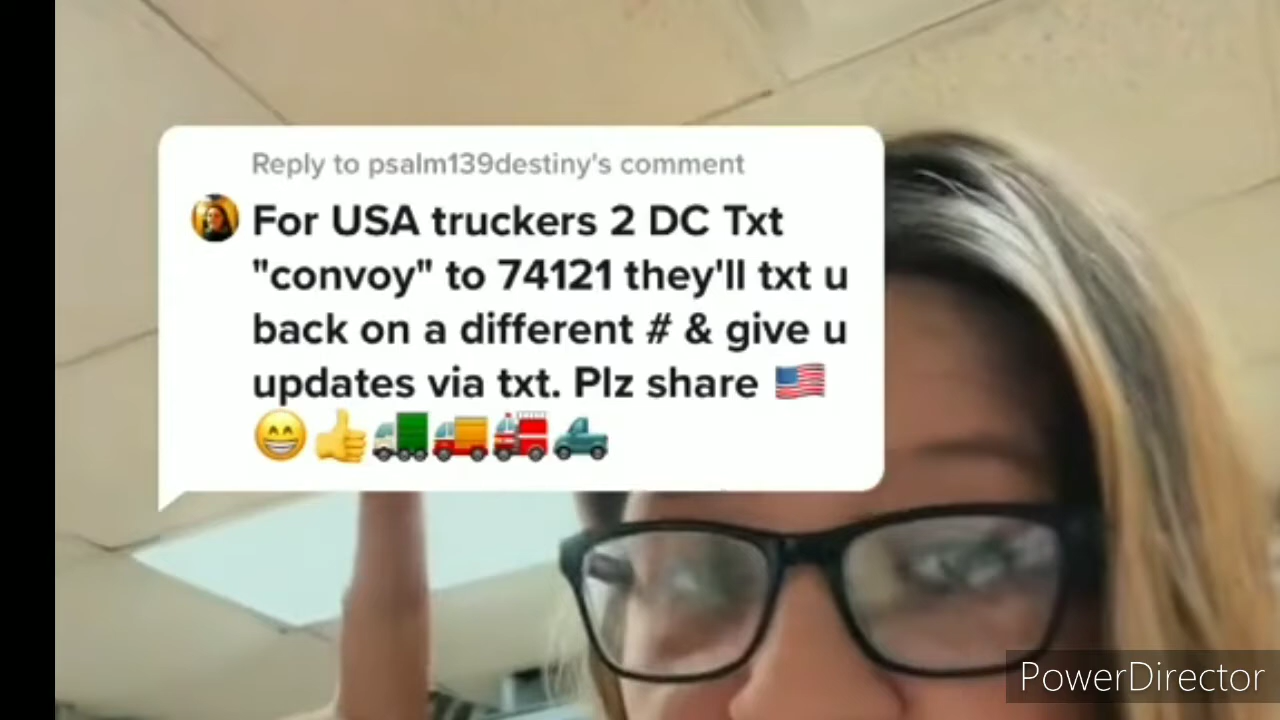 Reply to psalm139destiny's comment
For USA truckers 2 DC Txt
"convoy" to 74121 they'll txt u
back on a different # & give u
updates via txt. Plz share 🇺🇸
😁👍🚛🚚🚒🛻
PowerDirector